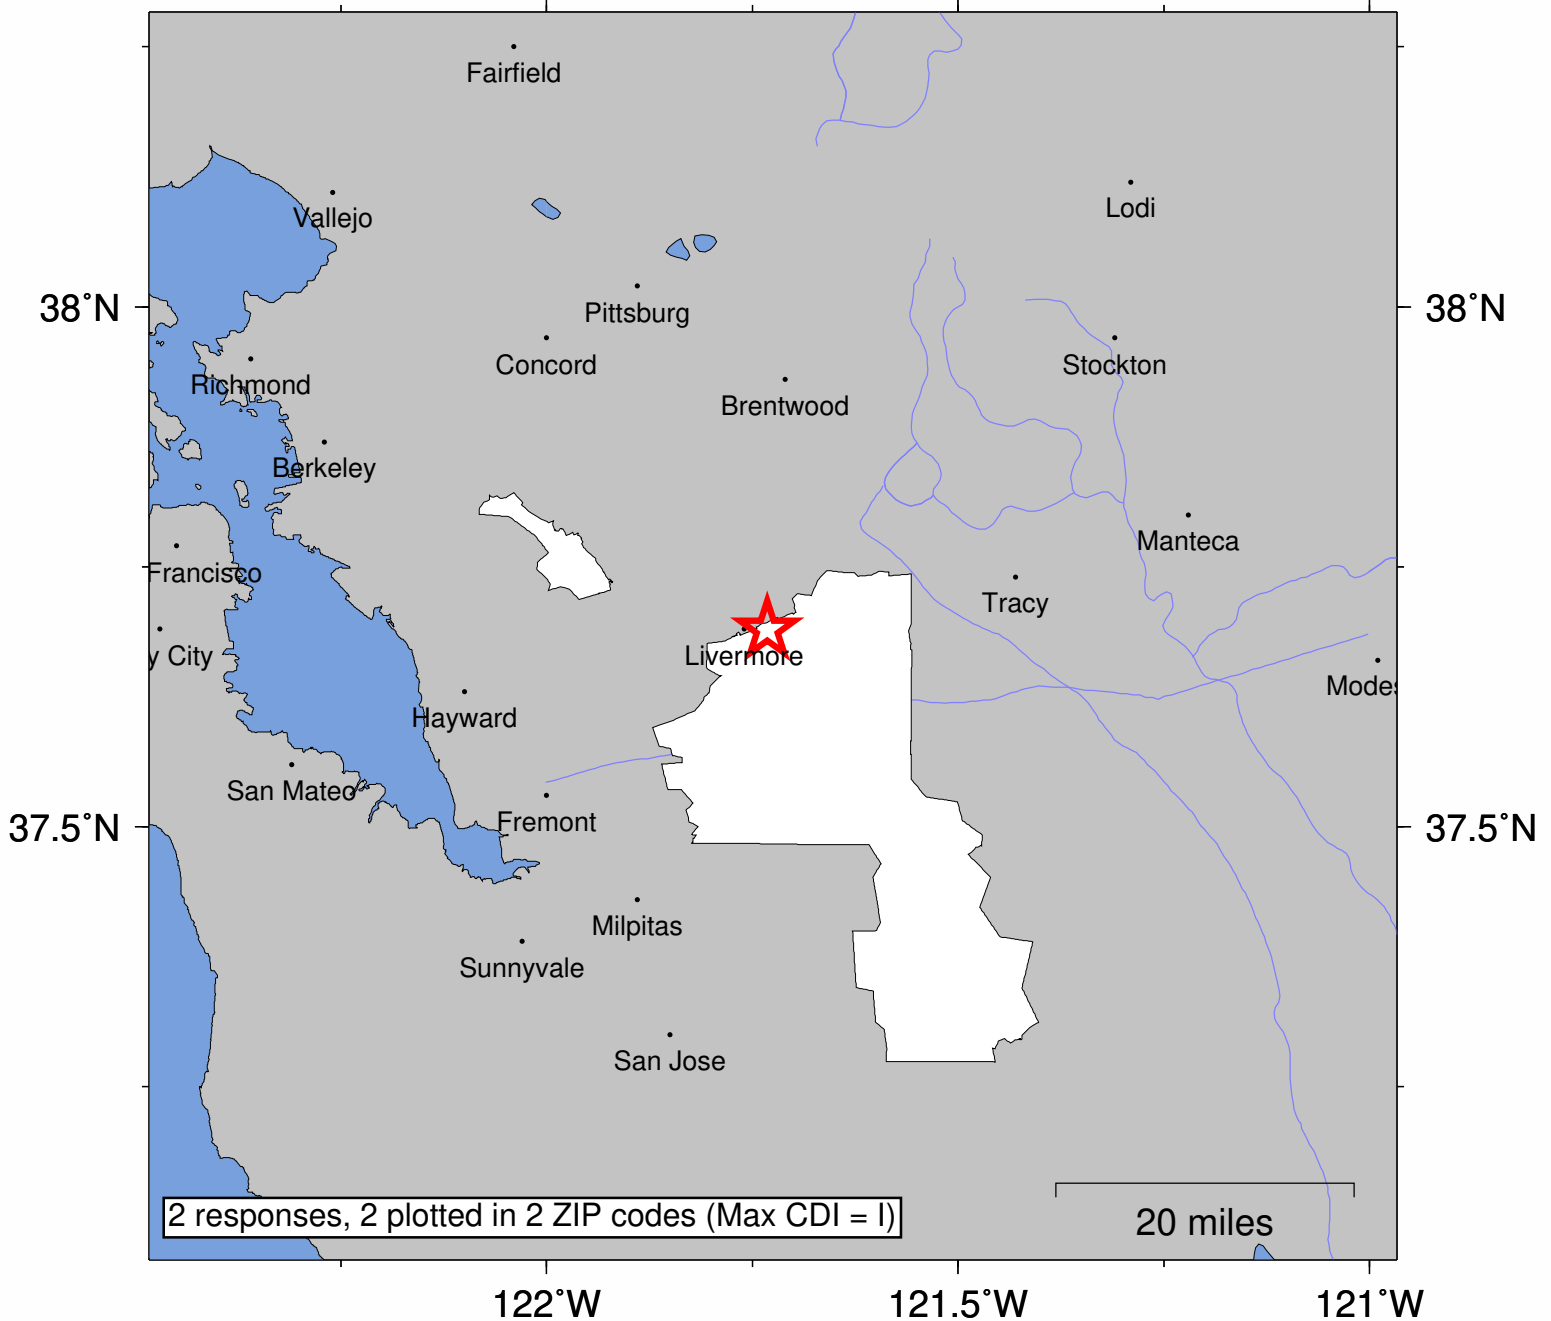 Fairfield
Vallejo
Lodi
38°N
38°N
Pittsburg
Concord
Stockton
Richmond
Brentwood
Berkeley
Manteca
Francisco
Tracy
y City
Livermore
Modes
Hayward
San Mateo
Fremont
37.5°N
37.5°N
Milpitas
Sunnyvale
San Jose
2 responses, 2 plotted in 2 ZIP codes (Max CDI = I)
20 miles
122°W
121.5°W
121°W